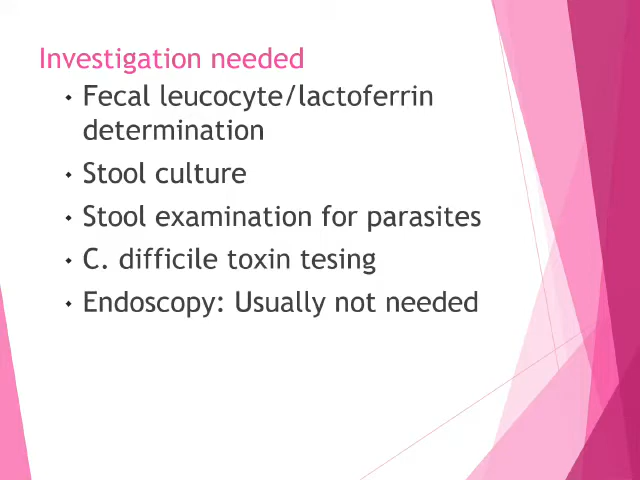 Investigation needed
Fecal leucocyte/lactoferrin
determination
Stool culture
Stool examination for parasites
C. difficile toxin tesing
Endoscopy: Usually not needed